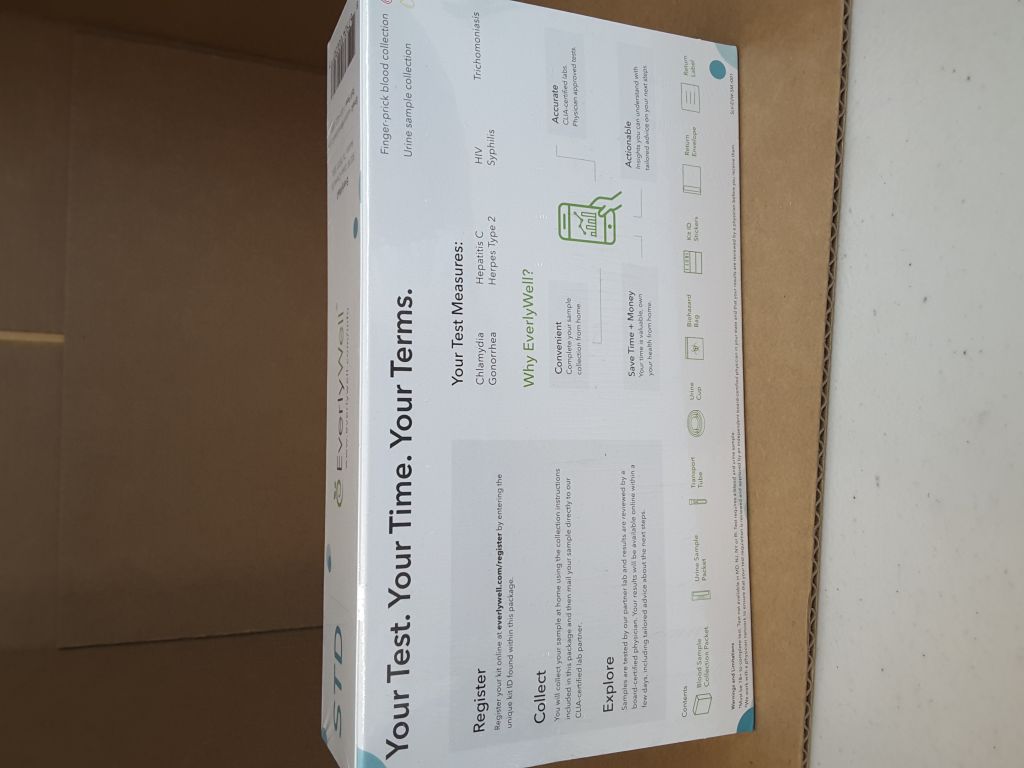 STD
EVERLYWELL
Your Test. Your Time. Your Terms.
Finger-prick blood collection
Urine sample collection
Register
Register your kit online at everlywell.com/register by entering the
unique kit ID found within this package.
Collect
You will collect your sample at home using the collection instructions
included in this package and then mail your sample directly to our
CLIA-certified lab partner.
Explore
Samples are tested by our partner lab and results are reviewed by a
board-certified physician. Your results will be available online within a
few days, including tailored advice about the next steps.
Your Test Measures:
Chlamydia
Gonorrhea
Hepatitis C
Herpes Type 2
HIV
Syphilis
Trichomoniasis
Why EverlyWell?
Convenient
Complete your sample
collection from home
Accurate
CLIA-certified labs
Physician approved tests
Save Time + Money
Your time is valuable, own
your health from home.
Actionable
Insights you can understand with
tailored advice on your next steps
Contents
Blood Sample
Collection Packet
Urine Sample
Packet
Transport
Tube
Urine
Cup
Biohazard
Bag
Kit ID
Stickers
Return
Envelope
Return
Label
Warnings and Limitations